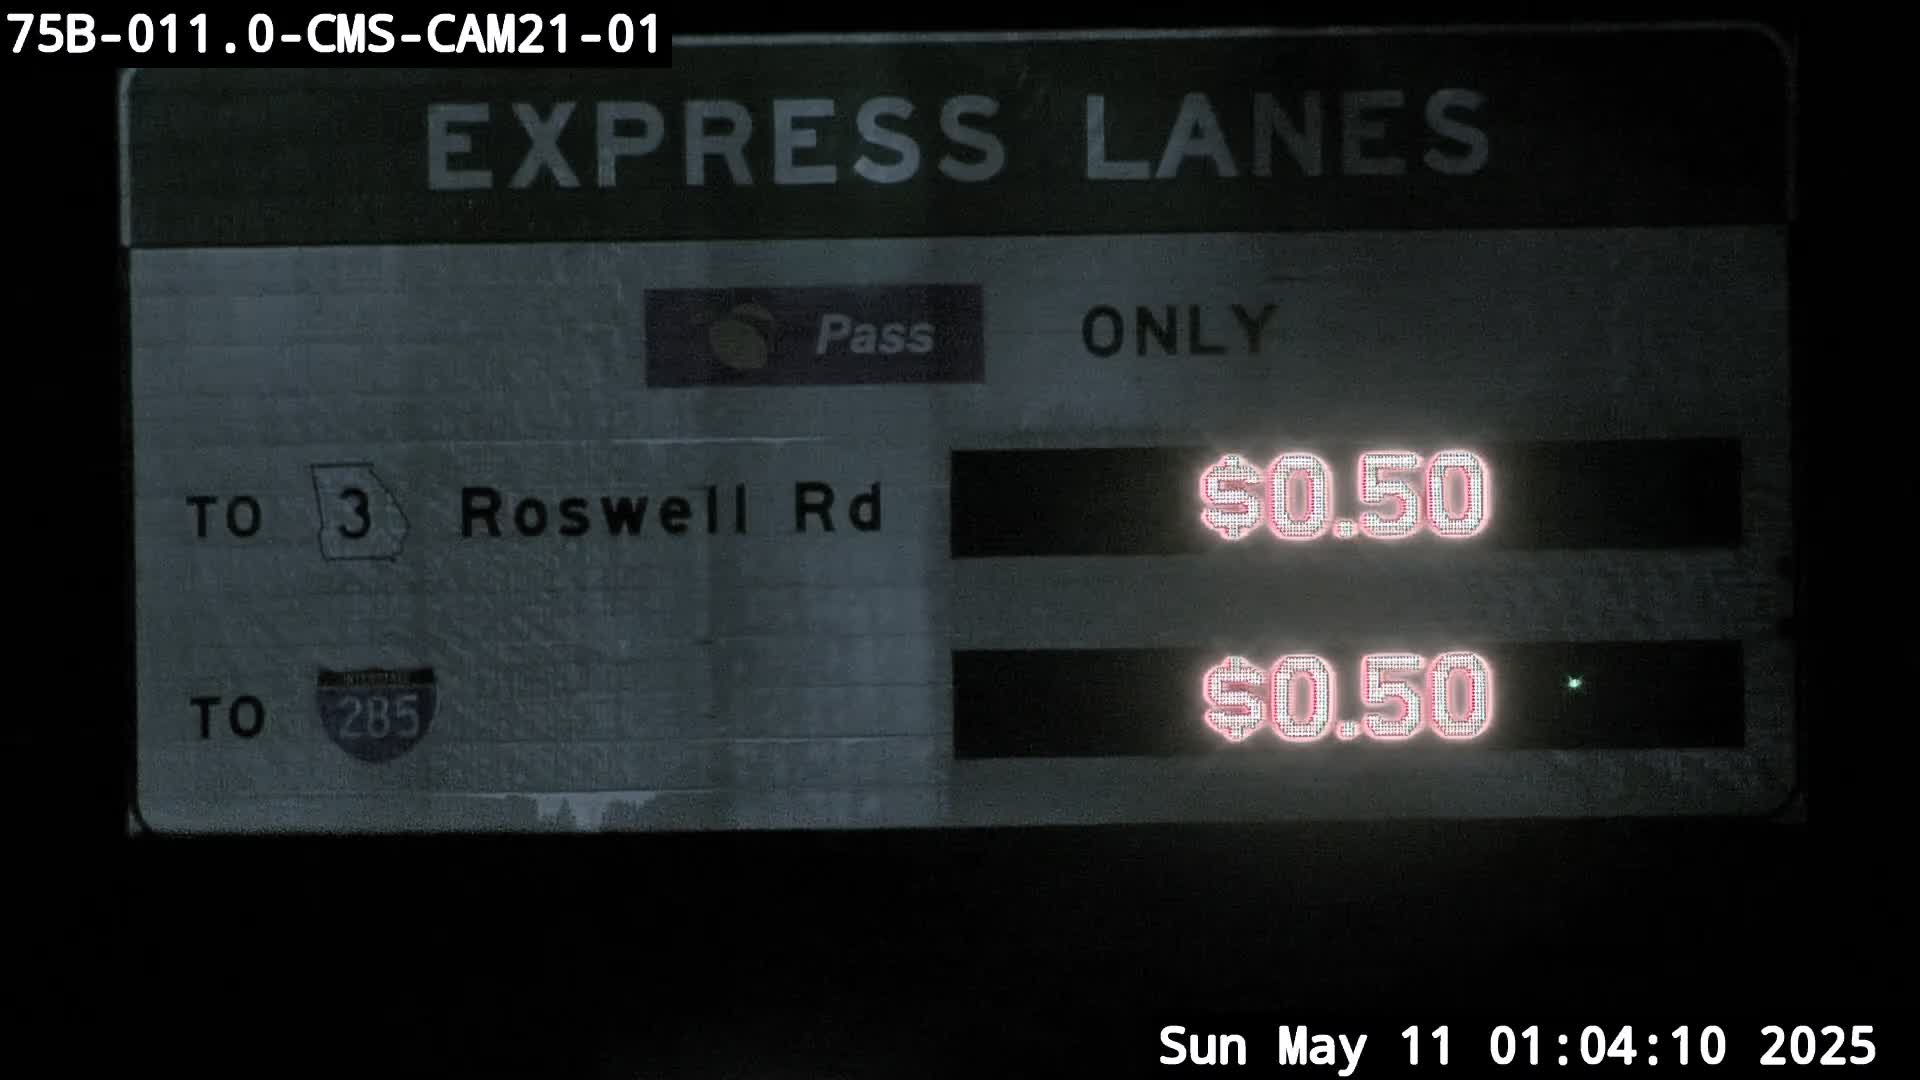 75B-011.0-CMS-CAM21-01
EXPRESS LANES
Pass ONLY
TO 3 Roswell Rd $0.50
TO INTERSTATE 285 $0.50
Sun May 11 01:04:10 2025